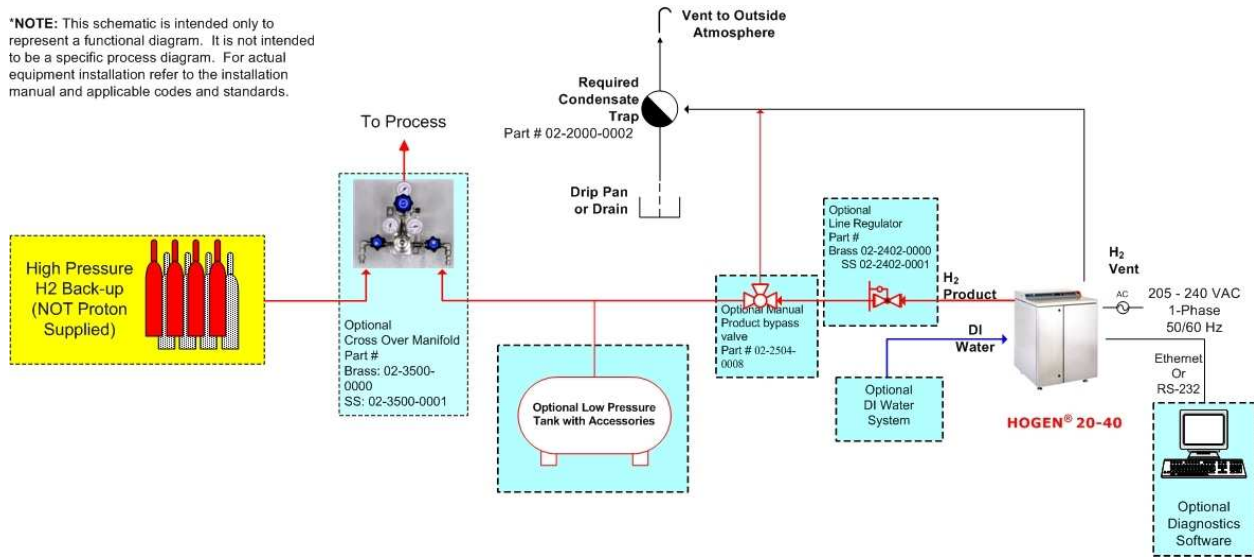 *NOTE: This schematic is intended only to
represent a functional diagram. It is not intended
to be a specific process diagram. For actual
equipment installation refer to the installation
manual and applicable codes and standards.
Vent to Outside
Atmosphere
Required
Condensate
Trap
Part # 02-2000-0002
Drip Pan
or Drain
To Process
High Pressure
H2 Back-up
(NOT Proton
Supplied)
Optional
Cross Over Manifold
Part #
Brass: 02-3500-
0000
SS: 02-3500-0001
Optional Low Pressure
Tank with Accessories
Optional Manual
Product bypass
valve
Part # 02-2504-
0008
Optional
Line Regulator
Part #
Brass 02-2402-0000
SS 02-2402-0001
H2
Product
DI
Water
Optional
DI Water
System
H2
Vent
AC
205 - 240 VAC
1-Phase
50/60 Hz
Ethernet
Or
RS-232
HOGEN® 20-40
Optional
Diagnostics
Software